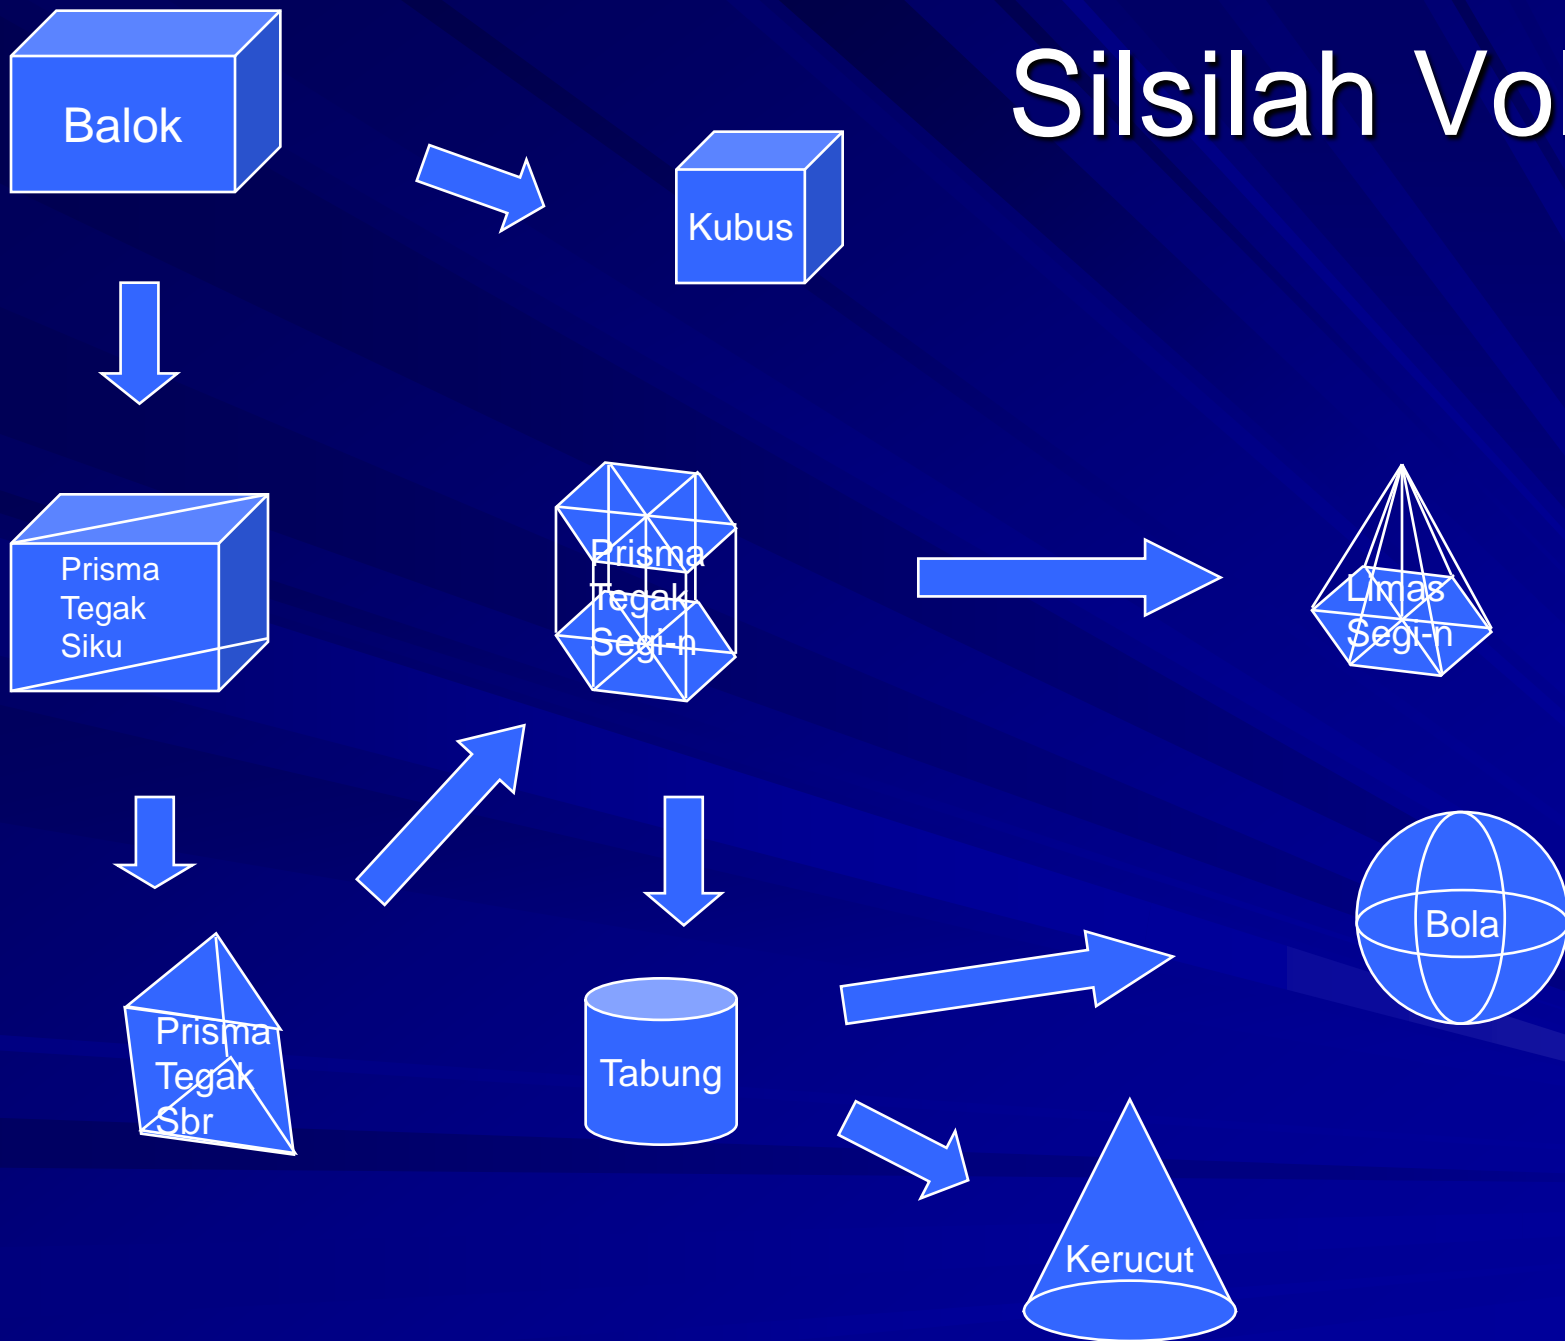 Silsilah Vol
Balok
Kubus
Prisma
Tegak
Siku
Prisma
Tegak
Segi-n
Limas
Segi-n
Bola
Prisma
Tegak
Sbr
Tabung
Kerucut